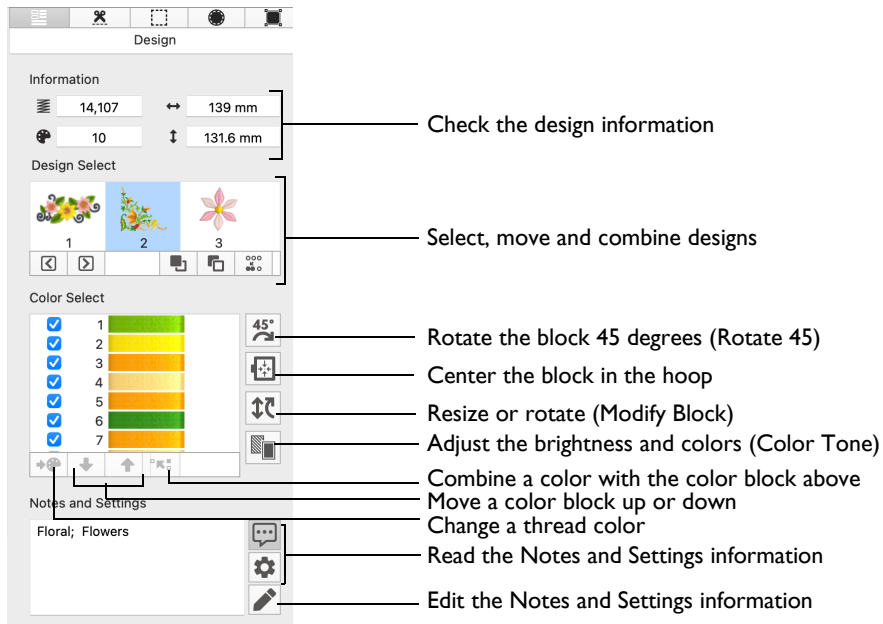 Design
Information
14,107
139 mm
10
131.6 mm
Check the design information
Design Select
1
2
3
Select, move and combine designs
Color Select
1
2
3
4
5
6
7
45°
Rotate the block 45 degrees (Rotate 45)
Center the block in the hoop
Resize or rotate (Modify Block)
Adjust the brightness and colors (Color Tone)
Combine a color with the color block above
Move a color block up or down
Change a thread color
Notes and Settings
Floral; Flowers
Read the Notes and Settings information
Edit the Notes and Settings information